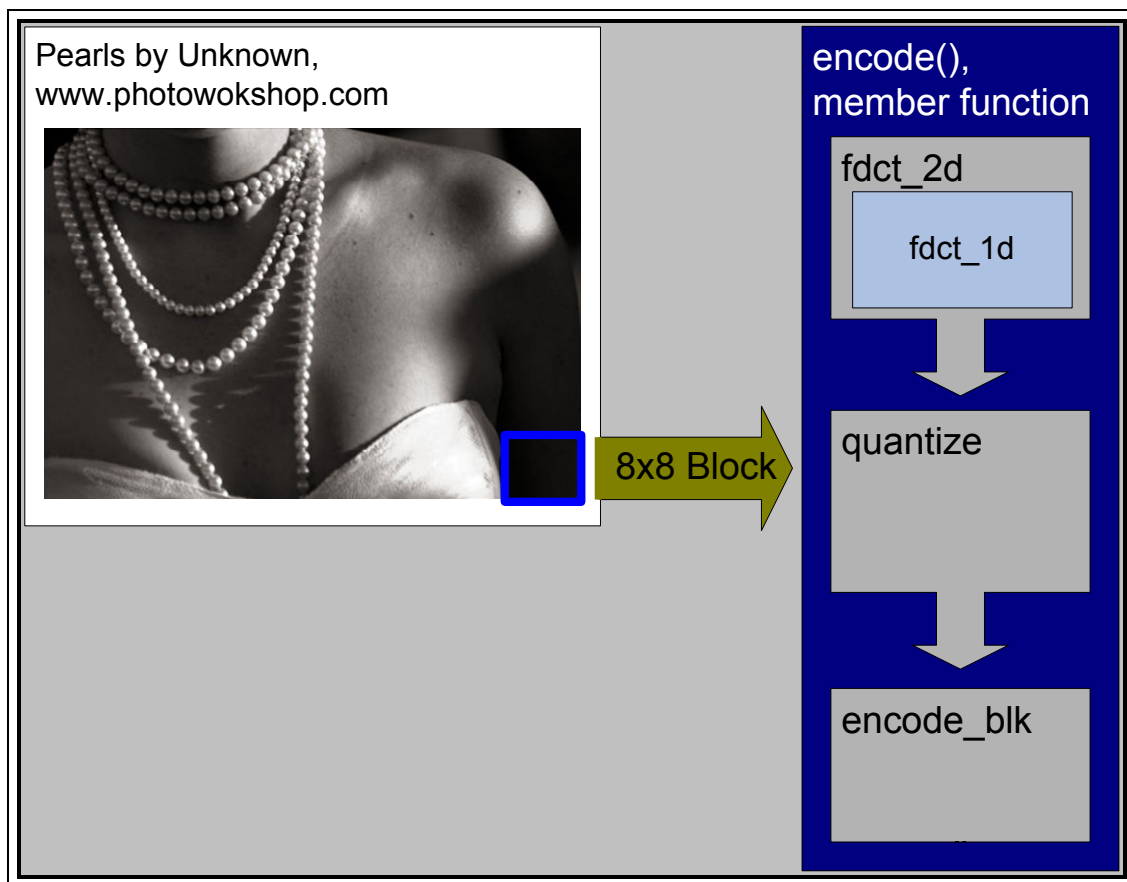 Pearls by Unknown,
www.photowokshop.com
encode(),
member function
fdct_2d
fdct_1d
8x8 Block
quantize
encode_blk